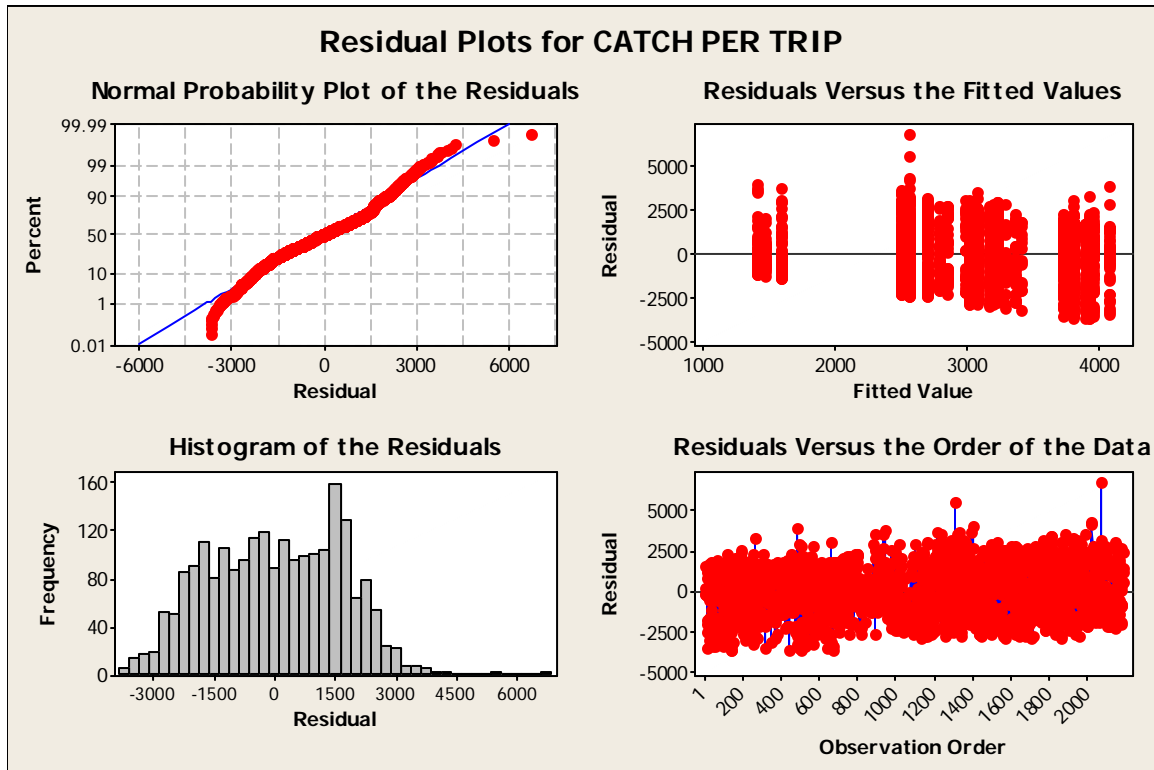 Residual Plots for CATCH PER TRIP
Normal Probability Plot of the Residuals
99.99
99
90
50
10
1
0.01
Percent
-6000 -3000 0 3000 6000
Residual
Residuals Versus the Fitted Values
5000
2500
0
-2500
-5000
Residual
1000 2000 3000 4000
Fitted Value
Histogram of the Residuals
160
120
80
40
0
Frequency
-3000 -1500 0 1500 3000 4500 6000
Residual
Residuals Versus the Order of the Data
5000
2500
0
-2500
-5000
Residual
1 200 400 600 800 1000 1200 1400 1600 1800 2000
Observation Order